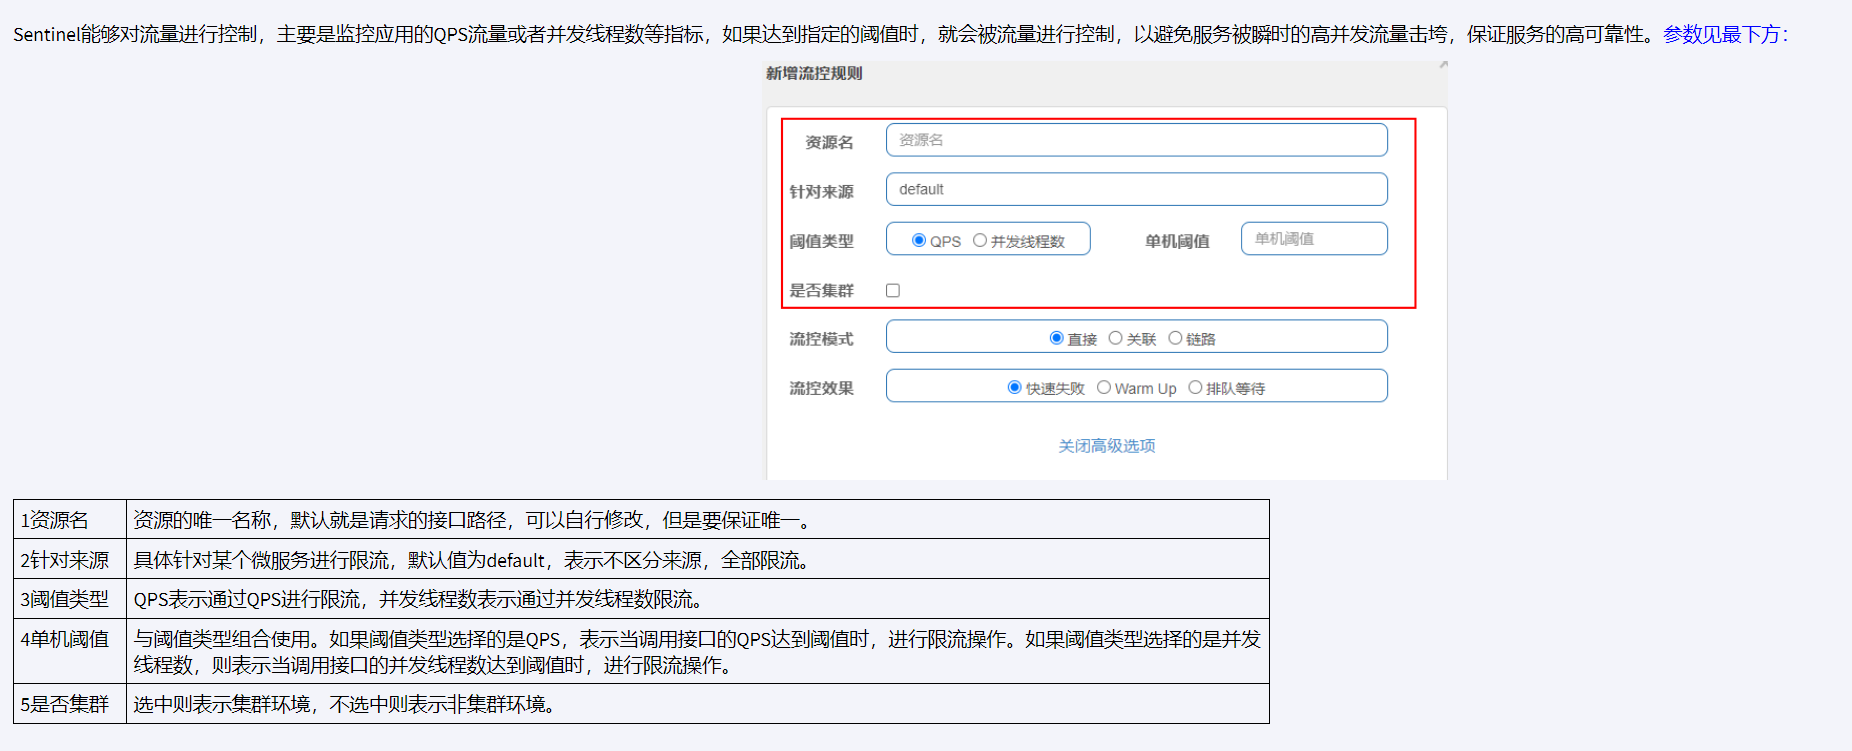 Sentinel能够对流量进行控制，主要是监控应用的QPS流量或者并发线程数等指标，如果达到指定的阈值时，就会被流量进行控制，以避免服务被瞬时的高并发流量击垮，保证服务的高可靠性。参数见最下方：
新增流控规则
资源名 资源名
针对来源 default
阈值类型 QPS 并发线程数 单机阈值 单机阈值
是否集群
流控模式 直接 关联 链路
流控效果 快速失败 Warm Up 排队等待
关闭高级选项
1资源名 资源的唯一名称，默认就是请求的接口路径，可以自行修改，但是要保证唯一。
2针对来源 具体针对某个微服务进行限流，默认值为default，表示不区分来源，全部限流。
3阈值类型 QPS表示通过QPS进行限流，并发线程数表示通过并发线程数限流。
4单机阈值 与阈值类型组合使用。如果阈值类型选择的是QPS，表示当调用接口的QPS达到阈值时，进行限流操作。如果阈值类型选择的是并发
线程数，则表示当调用接口的并发线程数达到阈值时，进行限流操作。
5是否集群 选中则表示集群环境，不选中则表示非集群环境。